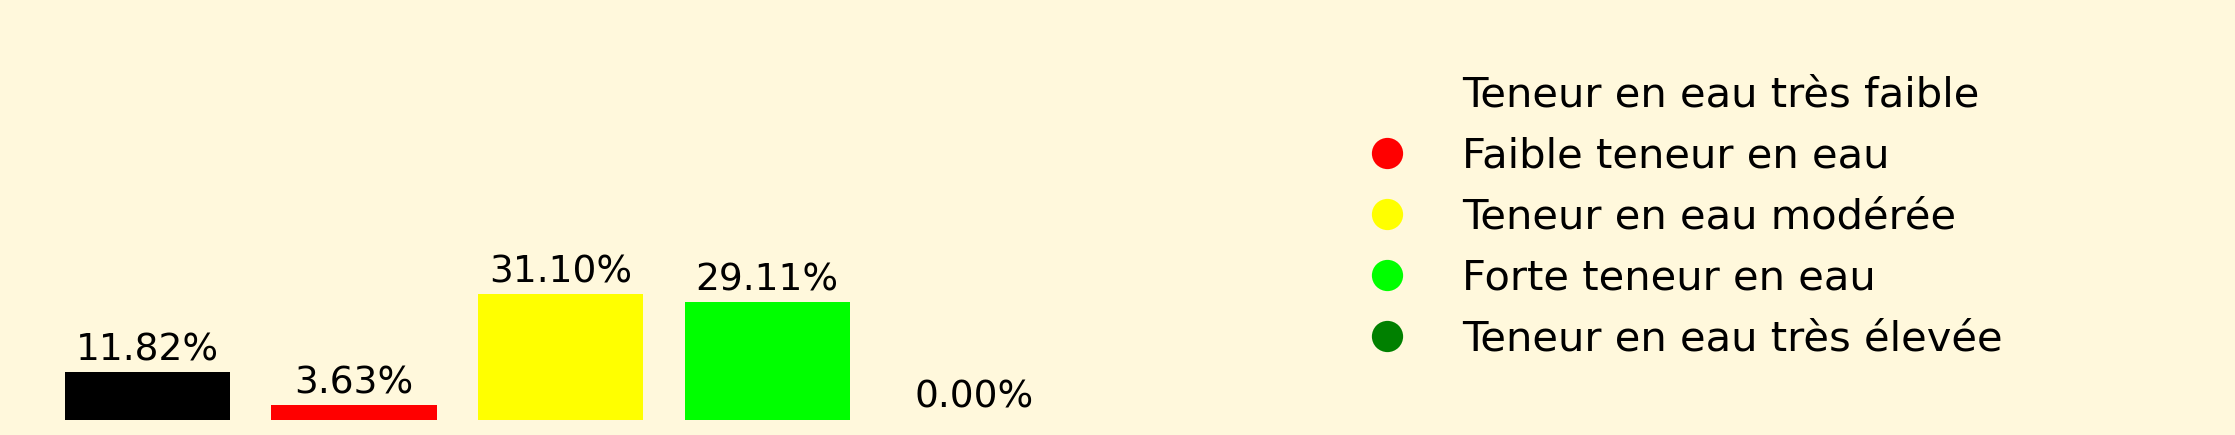 11.82%
3.63%
31.10%
29.11%
0.00%
Teneur en eau très faible
Faible teneur en eau
Teneur en eau modérée
Forte teneur en eau
Teneur en eau très élevée